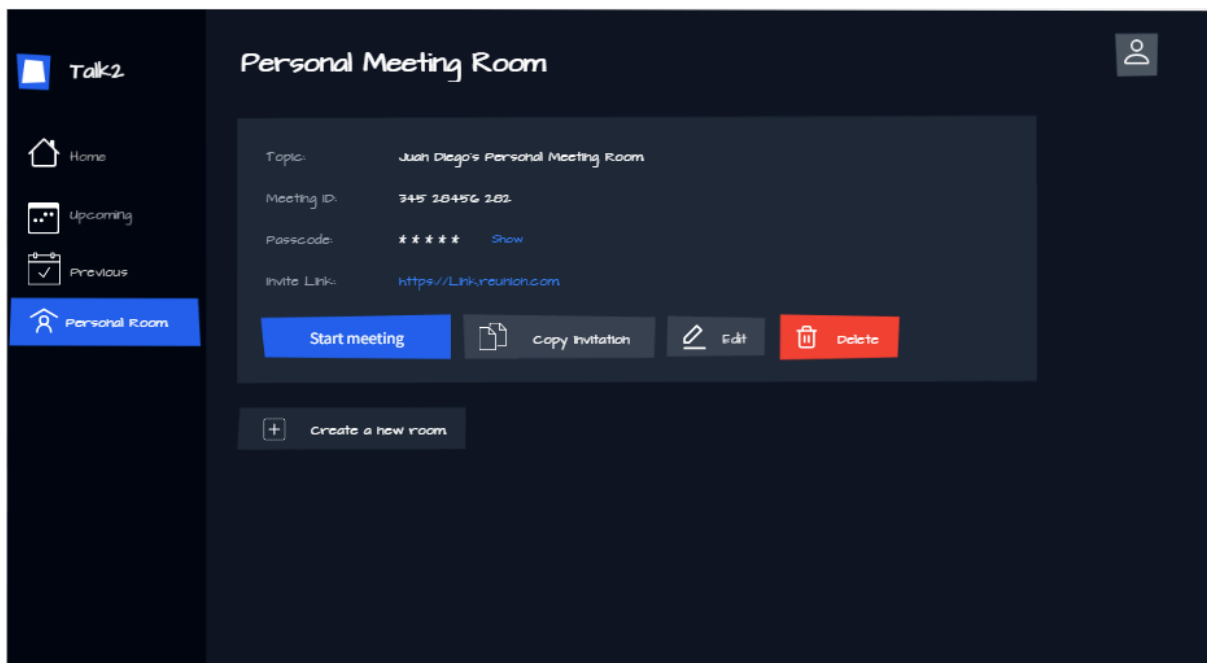 Talk2
Personal Meeting Room
Home
Upcoming
Previous
Personal Room
Topic: Juan Diego's Personal Meeting Room
Meeting ID: 345 28456 282
Passcode: * * * * * Show
Invite Link: https://Link.reunion.com
Start meeting Copy Invitation Edit Delete
Create a new room